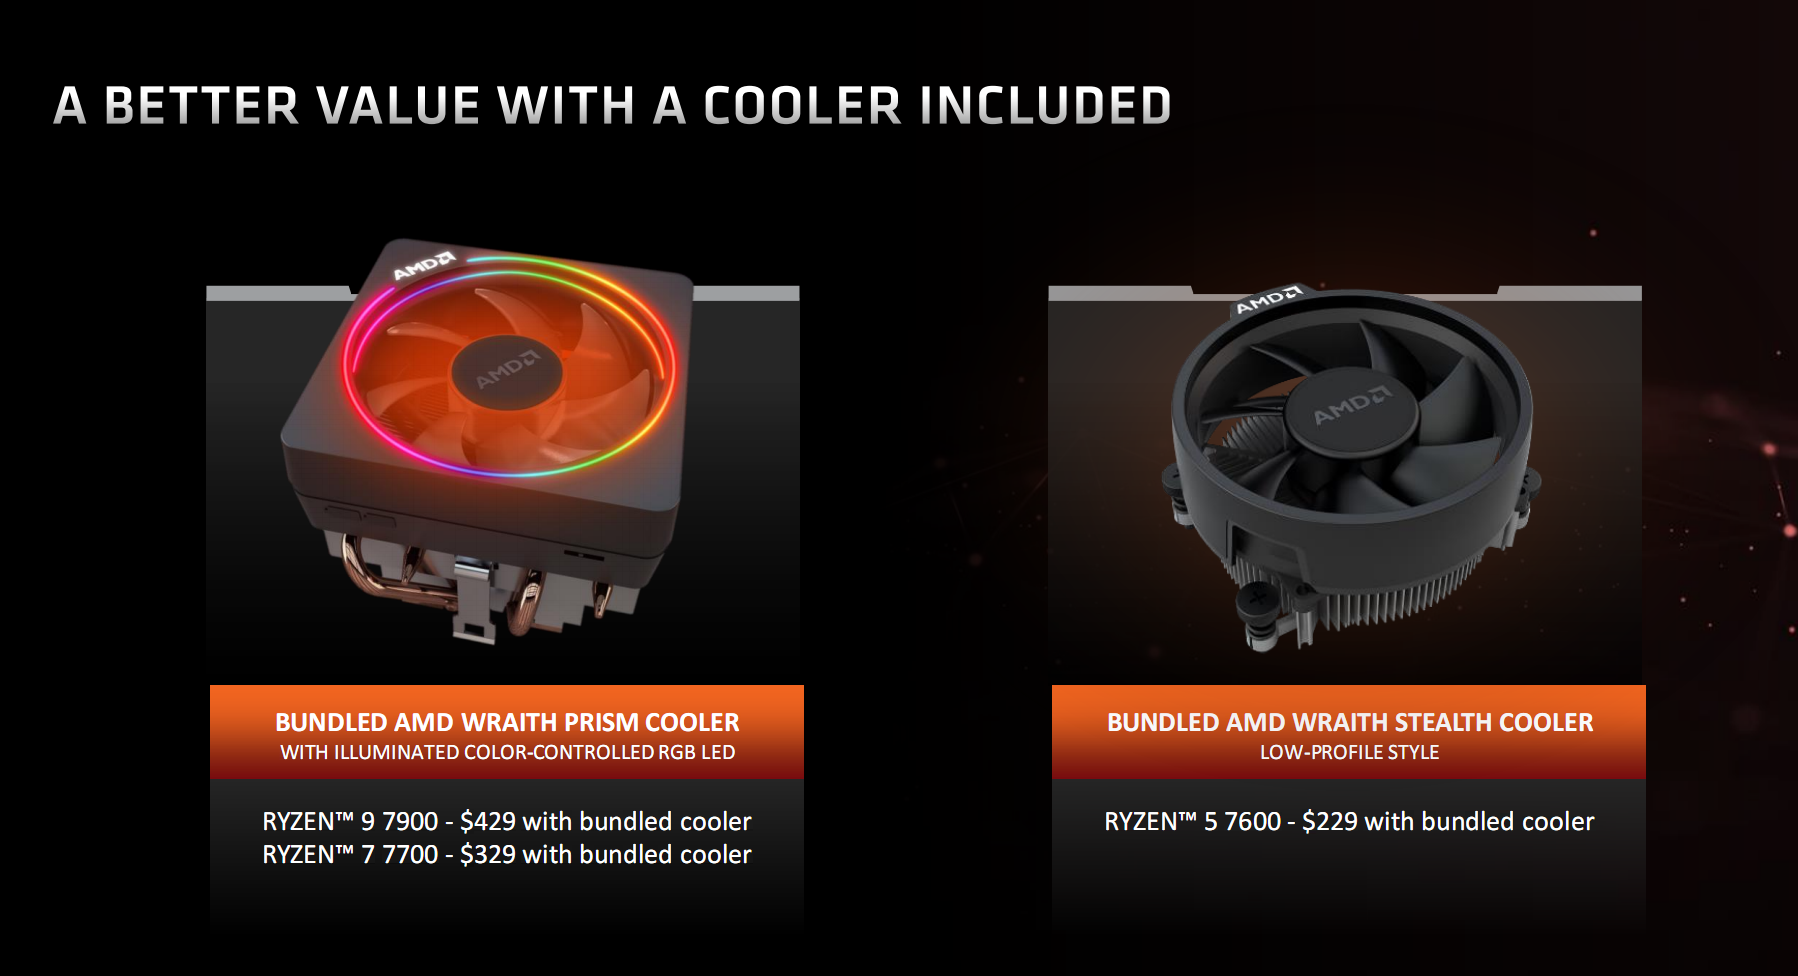 A BETTER VALUE WITH A COOLER INCLUDED
AMD
AMD
AMD
AMD
BUNDLED AMD WRAITH PRISM COOLER
WITH ILLUMINATED COLOR-CONTROLLED RGB LED
RYZEN™ 9 7900 - $429 with bundled cooler
RYZEN™ 7 7700 - $329 with bundled cooler
BUNDLED AMD WRAITH STEALTH COOLER
LOW-PROFILE STYLE
RYZEN™ 5 7600 - $229 with bundled cooler